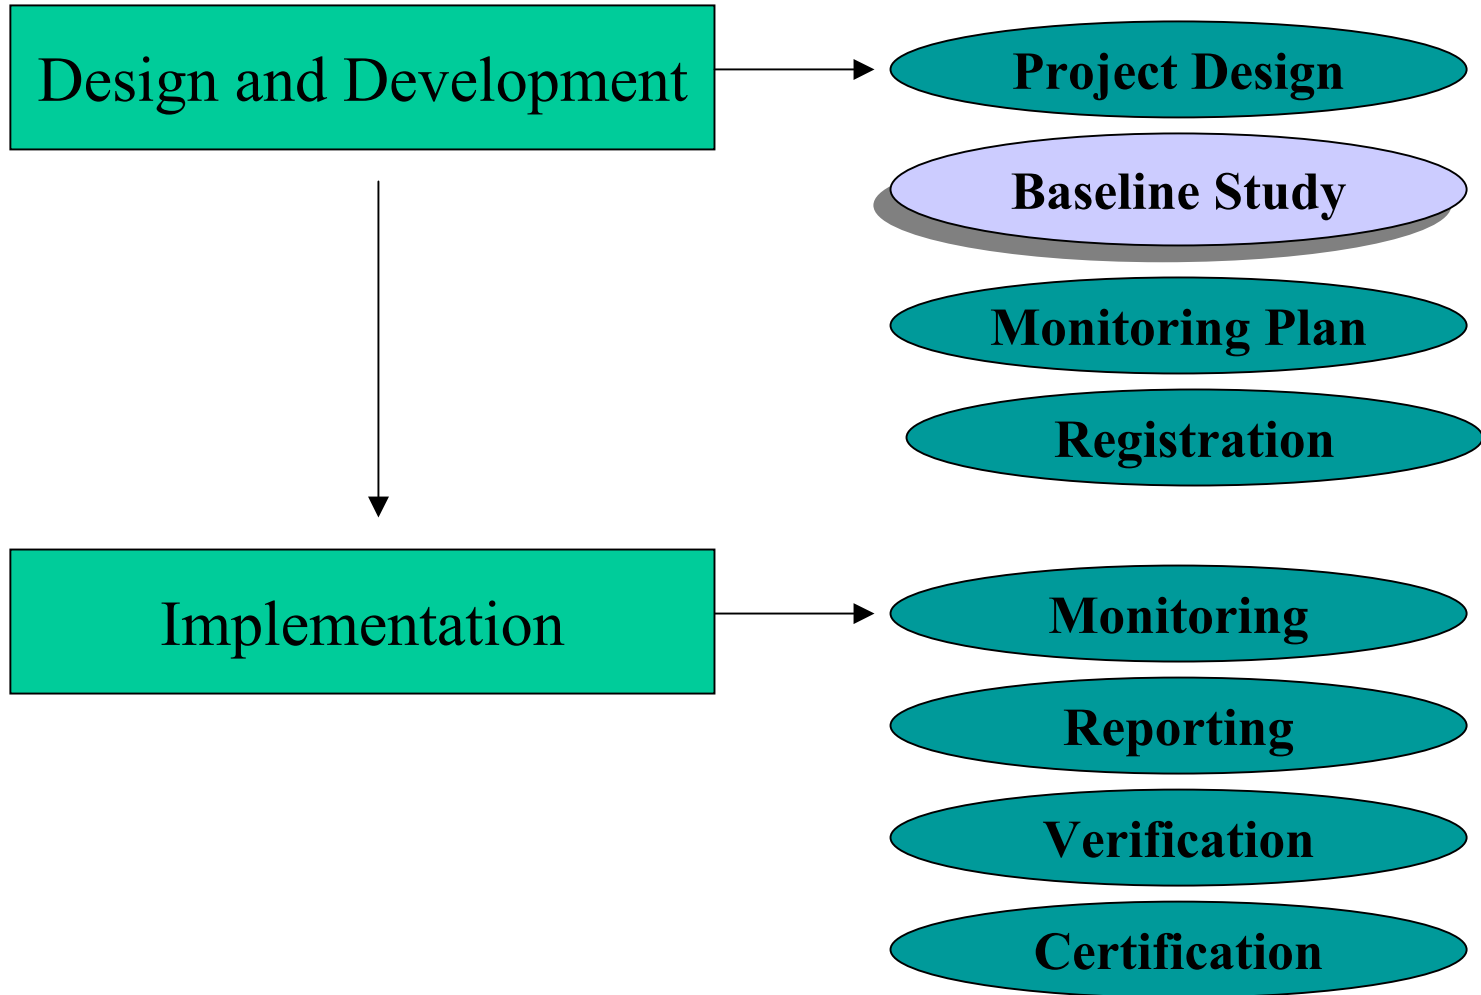 Design and Development
Project Design
Baseline Study
Monitoring Plan
Registration
Implementation
Monitoring
Reporting
Verification
Certification